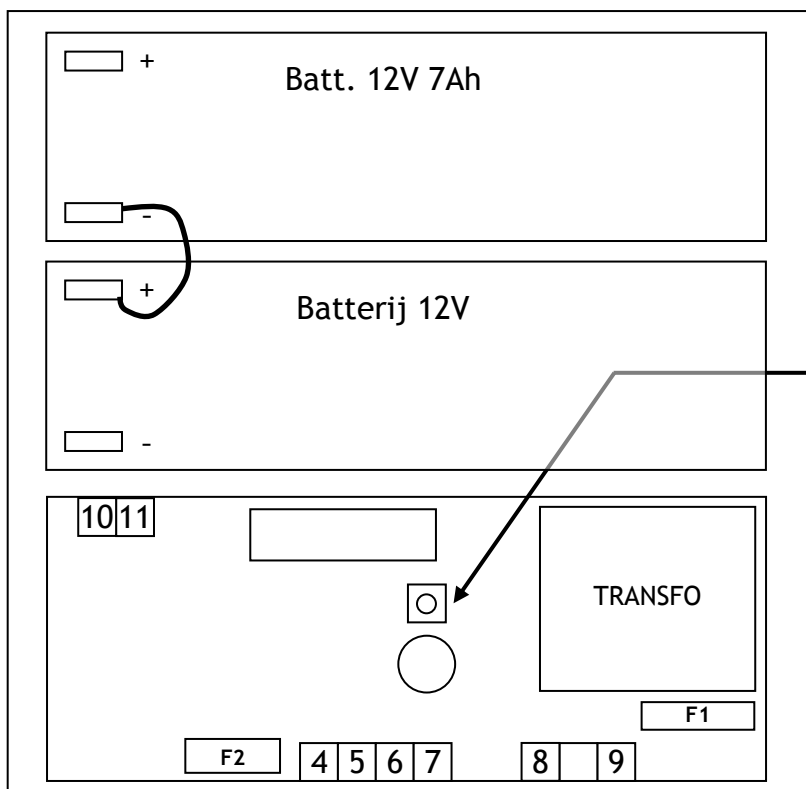 +
Batt. 12V 7Ah
-
+
Batterij 12V
-
10 11
TRANSFO
F1
F2
4 5 6 7 8 9